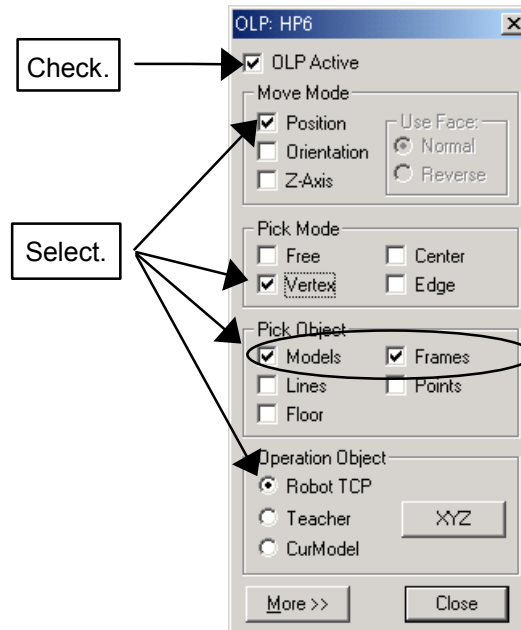 OLP: HP6
Check.
OLP Active
Move Mode
Position
Use Face:
Orientation
Normal
Z-Axis
Reverse
Select.
Pick Mode
Free
Center
Vertex
Edge
Pick Object
Models
Frames
Lines
Points
Floor
Operation Object
Robot TCP
Teacher
XYZ
CurModel
More >>
Close